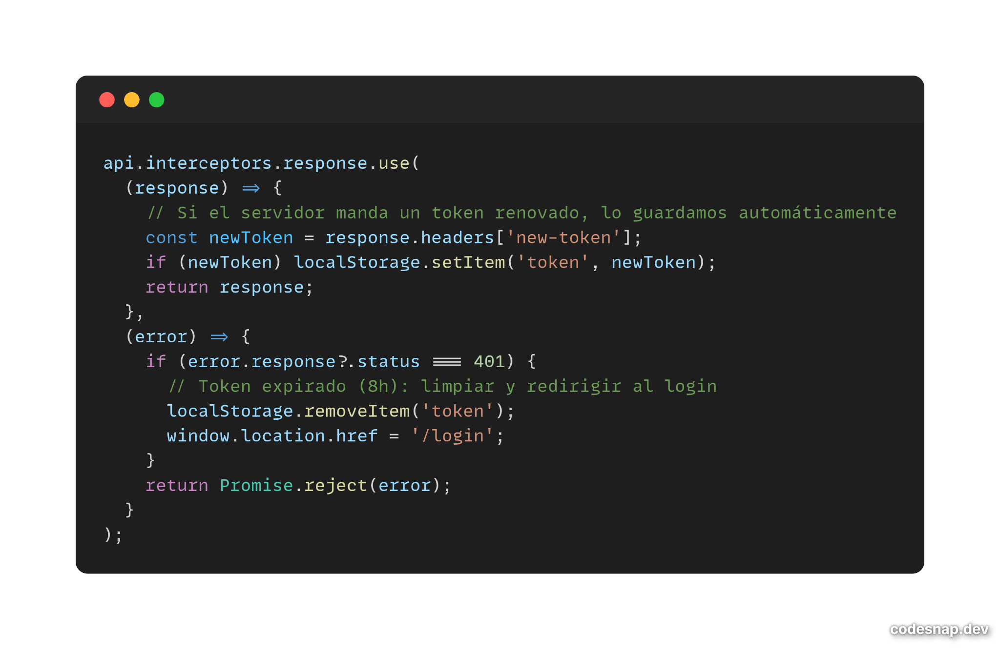 api.interceptors.response.use(
  (response) => {
    // Si el servidor manda un token renovado, lo guardamos automáticamente
    const newToken = response.headers['new-token'];
    if (newToken) localStorage.setItem('token', newToken);
    return response;
  },
  (error) => {
    if (error.response?.status === 401) {
      // Token expirado (8h): limpiar y redirigir al login
      localStorage.removeItem('token');
      window.location.href = '/login';
    }
    return Promise.reject(error);
  }
);
codesnap.dev